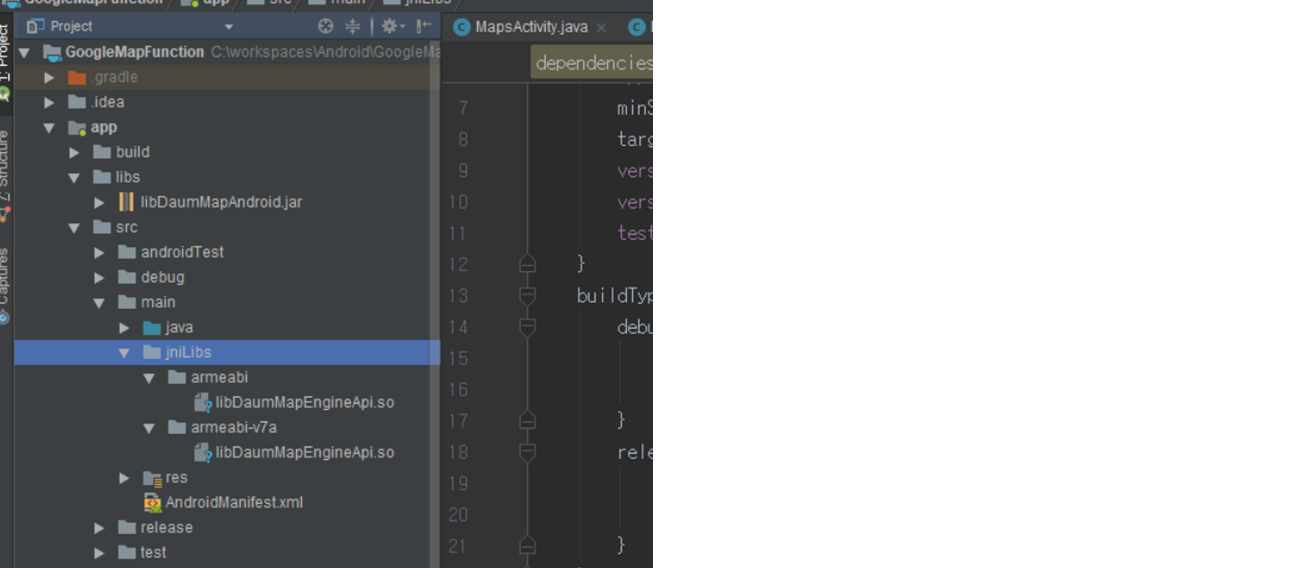 GoogleMapFunction app src main jniLibs
Project
1: Project
GoogleMapFunction C:\workspaces\Android\GoogleMa
.gradle
.idea
app
build
libs
libDaumMapAndroid.jar
src
androidTest
debug
main
java
jniLibs
armeabi
libDaumMapEngineApi.so
armeabi-v7a
libDaumMapEngineApi.so
res
AndroidManifest.xml
release
test
Structure
Captures
MapsActivity.java
dependencies
7 minS
8 targ
9 vers
10 vers
11 test
12 }
13 buildTyp
14 debu
15
16
17 }
18 rele
19
20
21 }